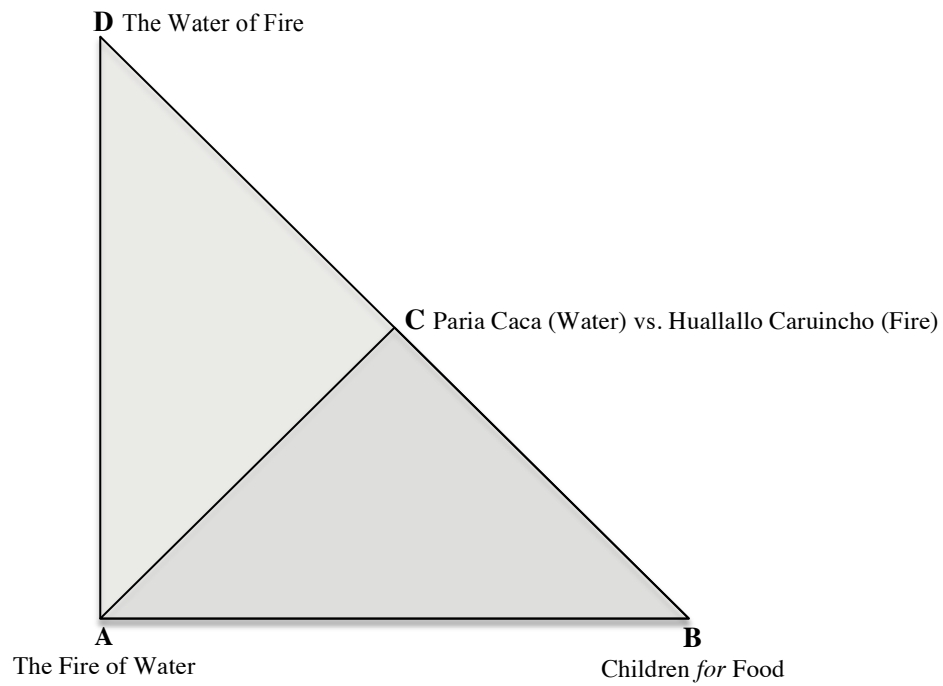 D The Water of Fire
C Paria Caca (Water) vs. Huallallo Caruincho (Fire)
A
The Fire of Water
B
Children for Food